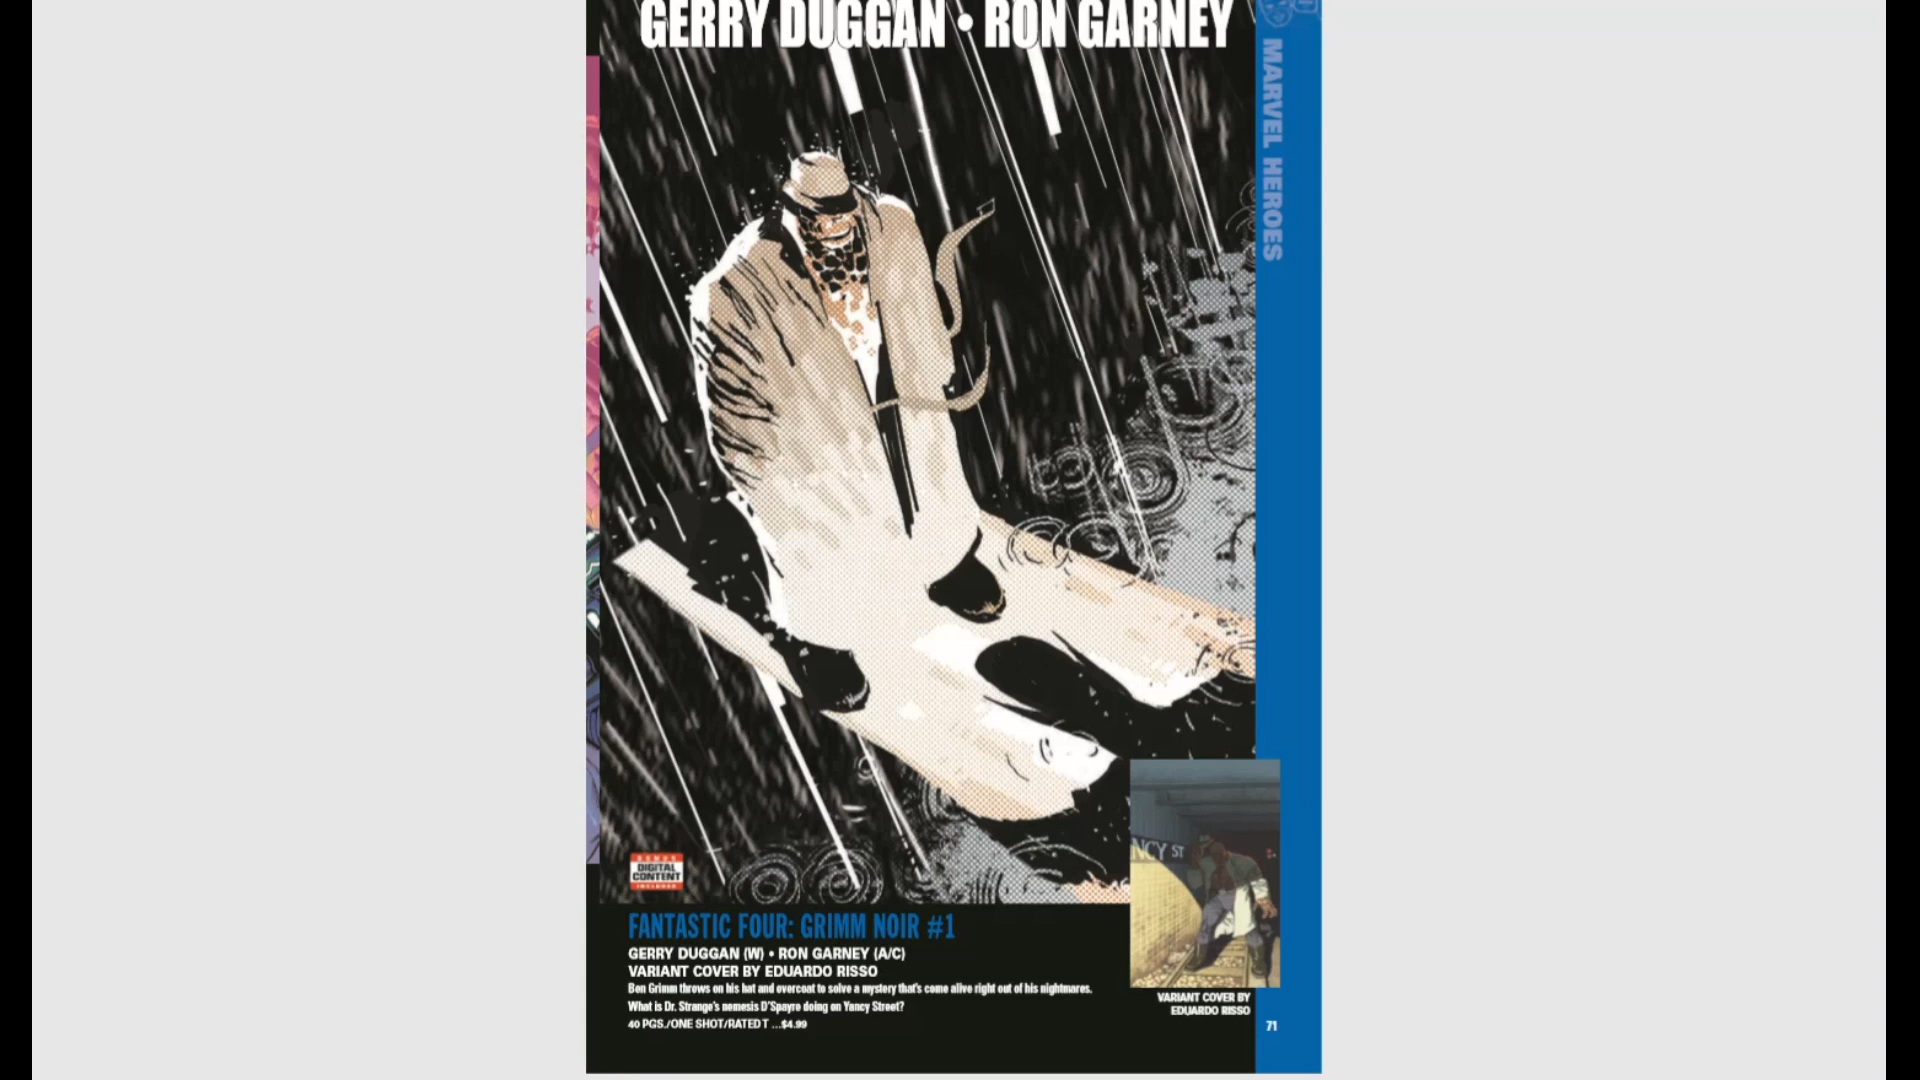 GERRY DUGGAN • RON GARNEY
MARVEL HEROES
NCY ST
BONUS
DIGITAL
CONTENT
INCLUDED
FANTASTIC FOUR: GRIMM NOIR #1
GERRY DUGGAN (W) • RON GARNEY (A/C)
VARIANT COVER BY EDUARDO RISSO
Ben Grimm throws on his hat and overcoat to solve a mystery that's come alive right out of his nightmares.
What is Dr. Strange's nemesis D'Spayre doing on Yancy Street?
40 PGS./ONE SHOT/RATED T ...$4.99
VARIANT COVER BY
EDUARDO RISSO
71